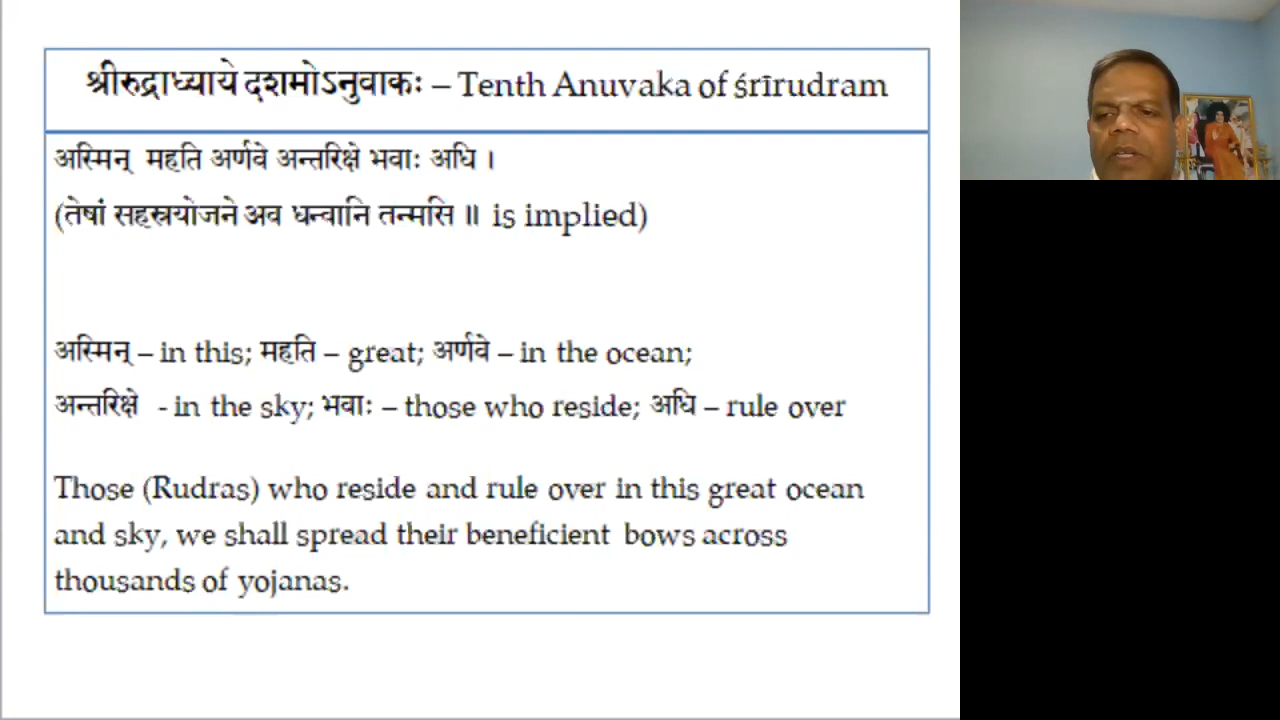 श्रीरुद्राध्याये दशमोऽनुवाकः – Tenth Anuvaka of śrīrudram
अस्मिन् महति अर्णवे अन्तरिक्षे भवाः अधि ।
(तेषां सहस्रयोजने अव धन्वानि तन्मसि ॥ is implied)
अस्मिन् – in this; महति – great; अर्णवे – in the ocean;
अन्तरिक्षे - in the sky; भवाः – those who reside; अधि – rule over
Those (Rudras) who reside and rule over in this great ocean
and sky, we shall spread their beneficient bows across
thousands of yojanas.